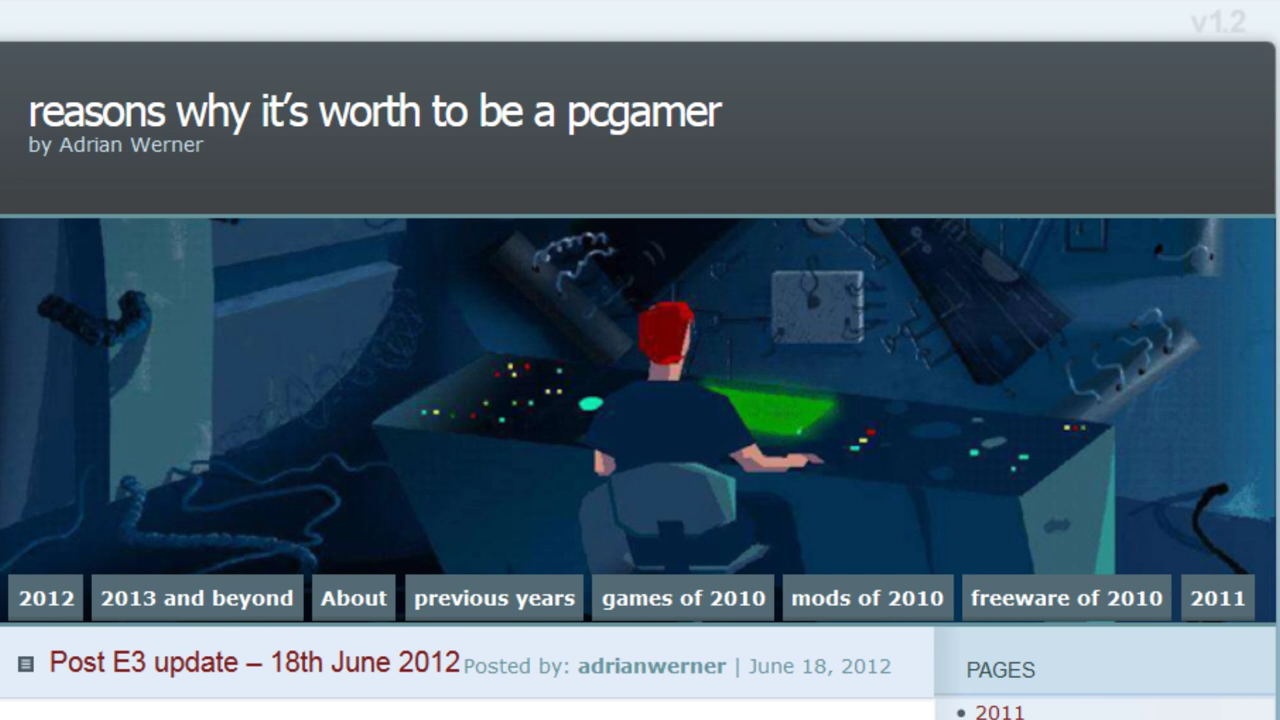 v1.2
reasons why it's worth to be a pcgamer
by Adrian Werner
2012 2013 and beyond About previous years games of 2010 mods of 2010 freeware of 2010 2011
Post E3 update – 18th June 2012 Posted by: adrianwerner | June 18, 2012
PAGES
• 2011